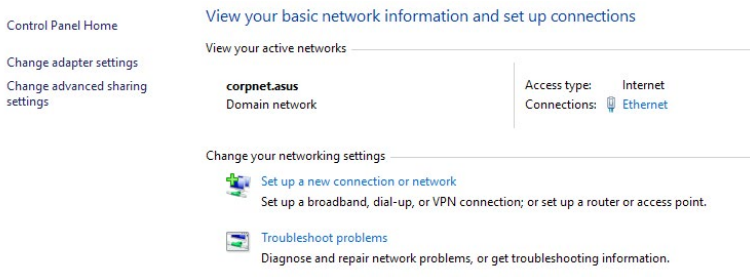 Control Panel Home
Change adapter settings
Change advanced sharing
settings
View your basic network information and set up connections
View your active networks
corpnet.asus
Domain network
Access type: Internet
Connections: Ethernet
Change your networking settings
Set up a new connection or network
Set up a broadband, dial-up, or VPN connection; or set up a router or access point.
Troubleshoot problems
Diagnose and repair network problems, or get troubleshooting information.